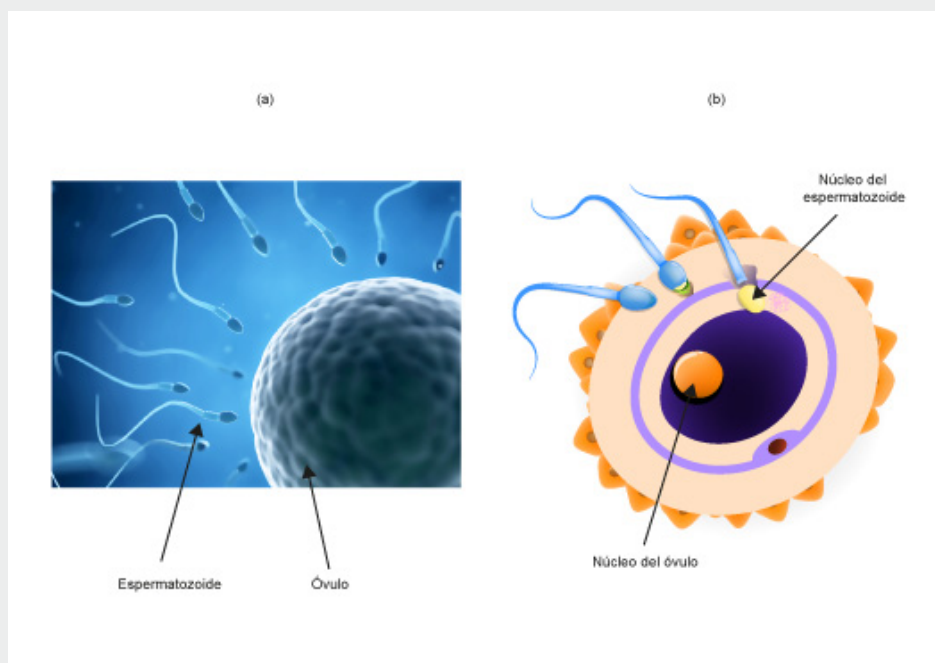 (a)
(b)
Núcleo del
espermatozoide
Espermatozoide
Óvulo
Núcleo del óvulo